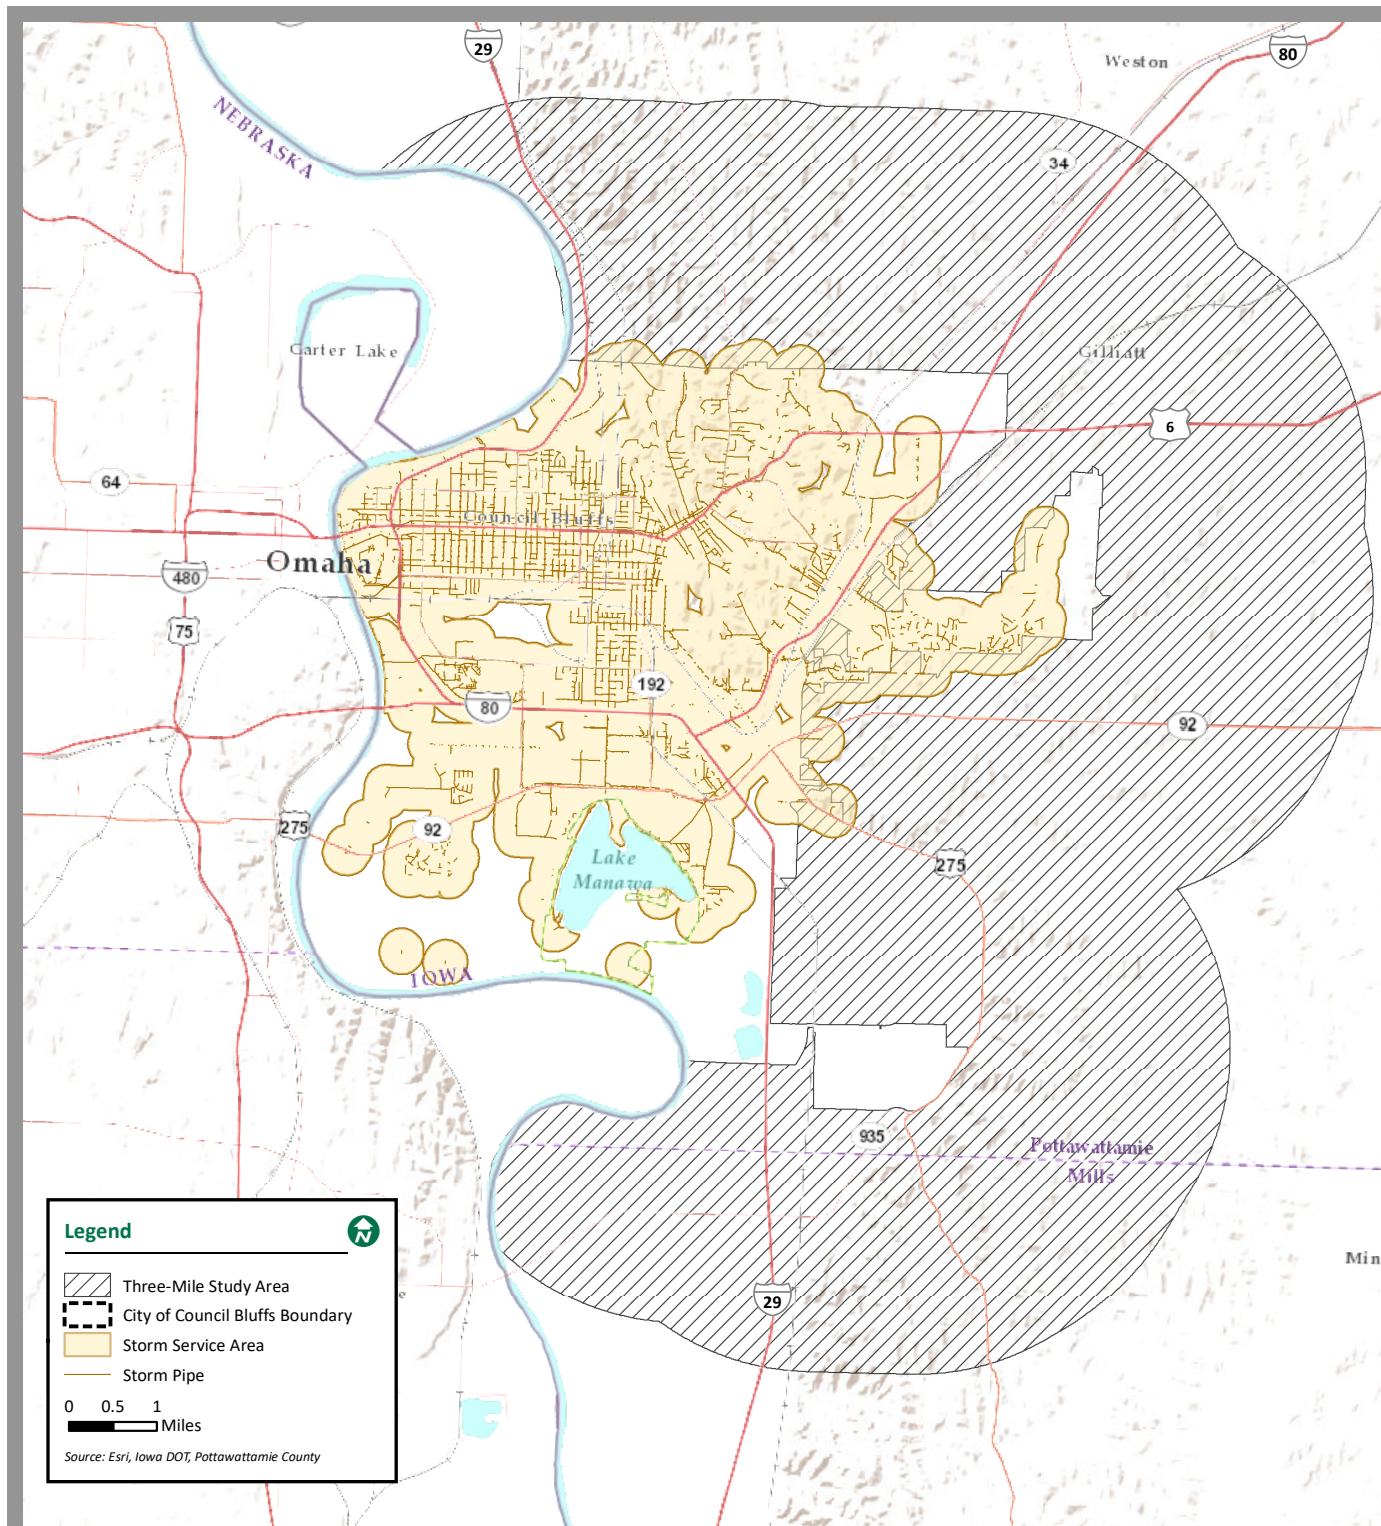 29
80
Weston
NEBRASKA
34
Carter Lake
Gilliatt
6
64
Council Bluffs
Omaha
480
75
192
80
92
275
92
275
Lake
Manawa
IOWA
935
Pottawattamie
Mills
Min
29
Legend
N
Three-Mile Study Area
City of Council Bluffs Boundary
Storm Service Area
Storm Pipe
0 0.5 1
Miles
Source: Esri, Iowa DOT, Pottawattamie County
e